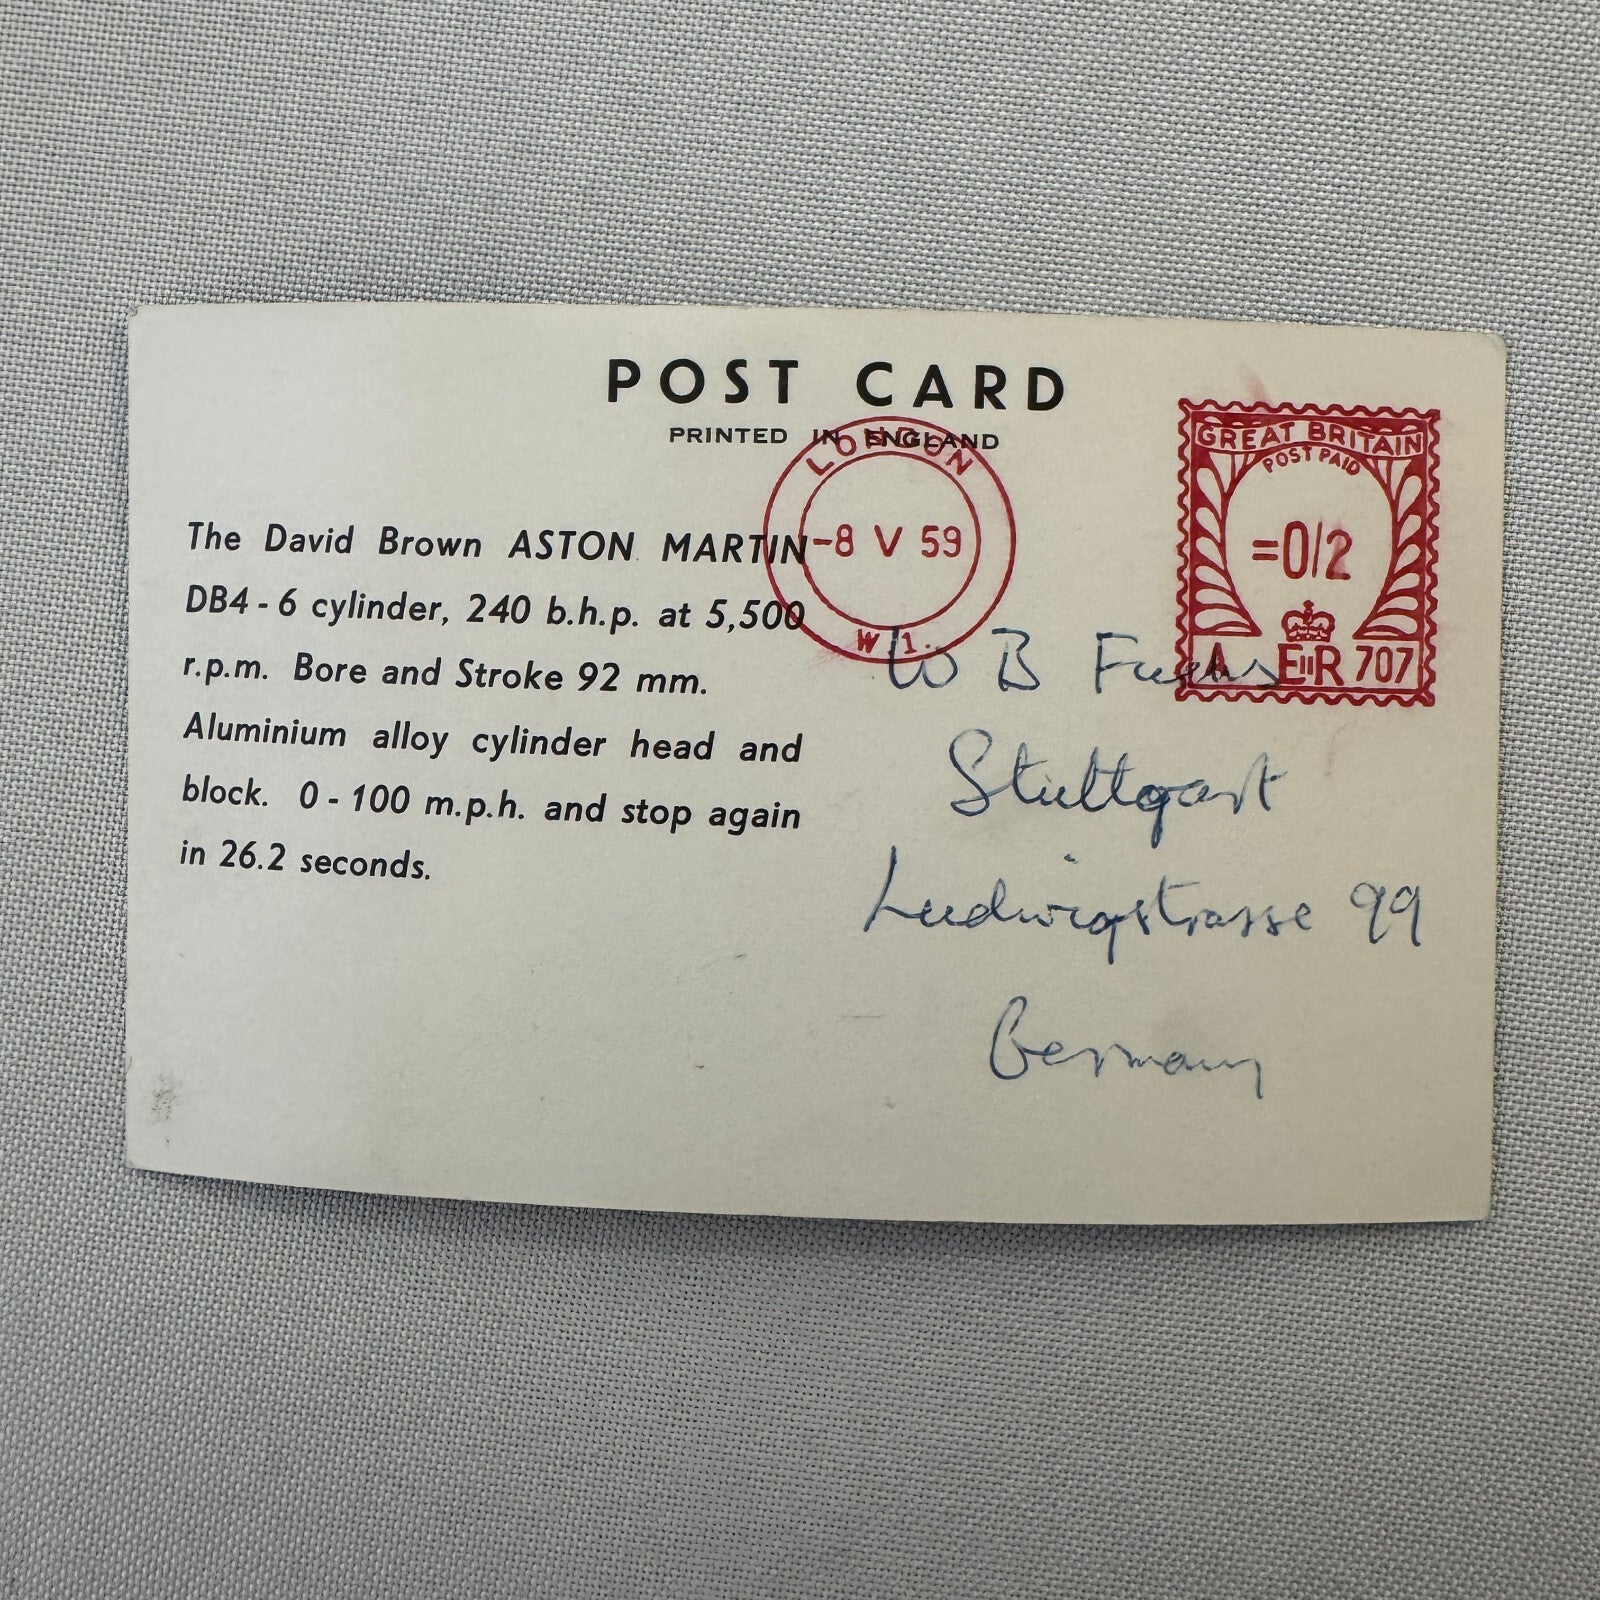 POST CARD
PRINTED IN ENGLAND
LONDON
-8 V 59
W.1.
GREAT BRITAIN
POST PAID
=0/2
A EIIR 707
The David Brown ASTON MARTIN
DB4 - 6 cylinder, 240 b.h.p. at 5,500
r.p.m. Bore and Stroke 92 mm.
Aluminium alloy cylinder head and
block. 0 - 100 m.p.h. and stop again
in 26.2 seconds.
W B
Stuttgart
Ludwigstrasse 99
Germany